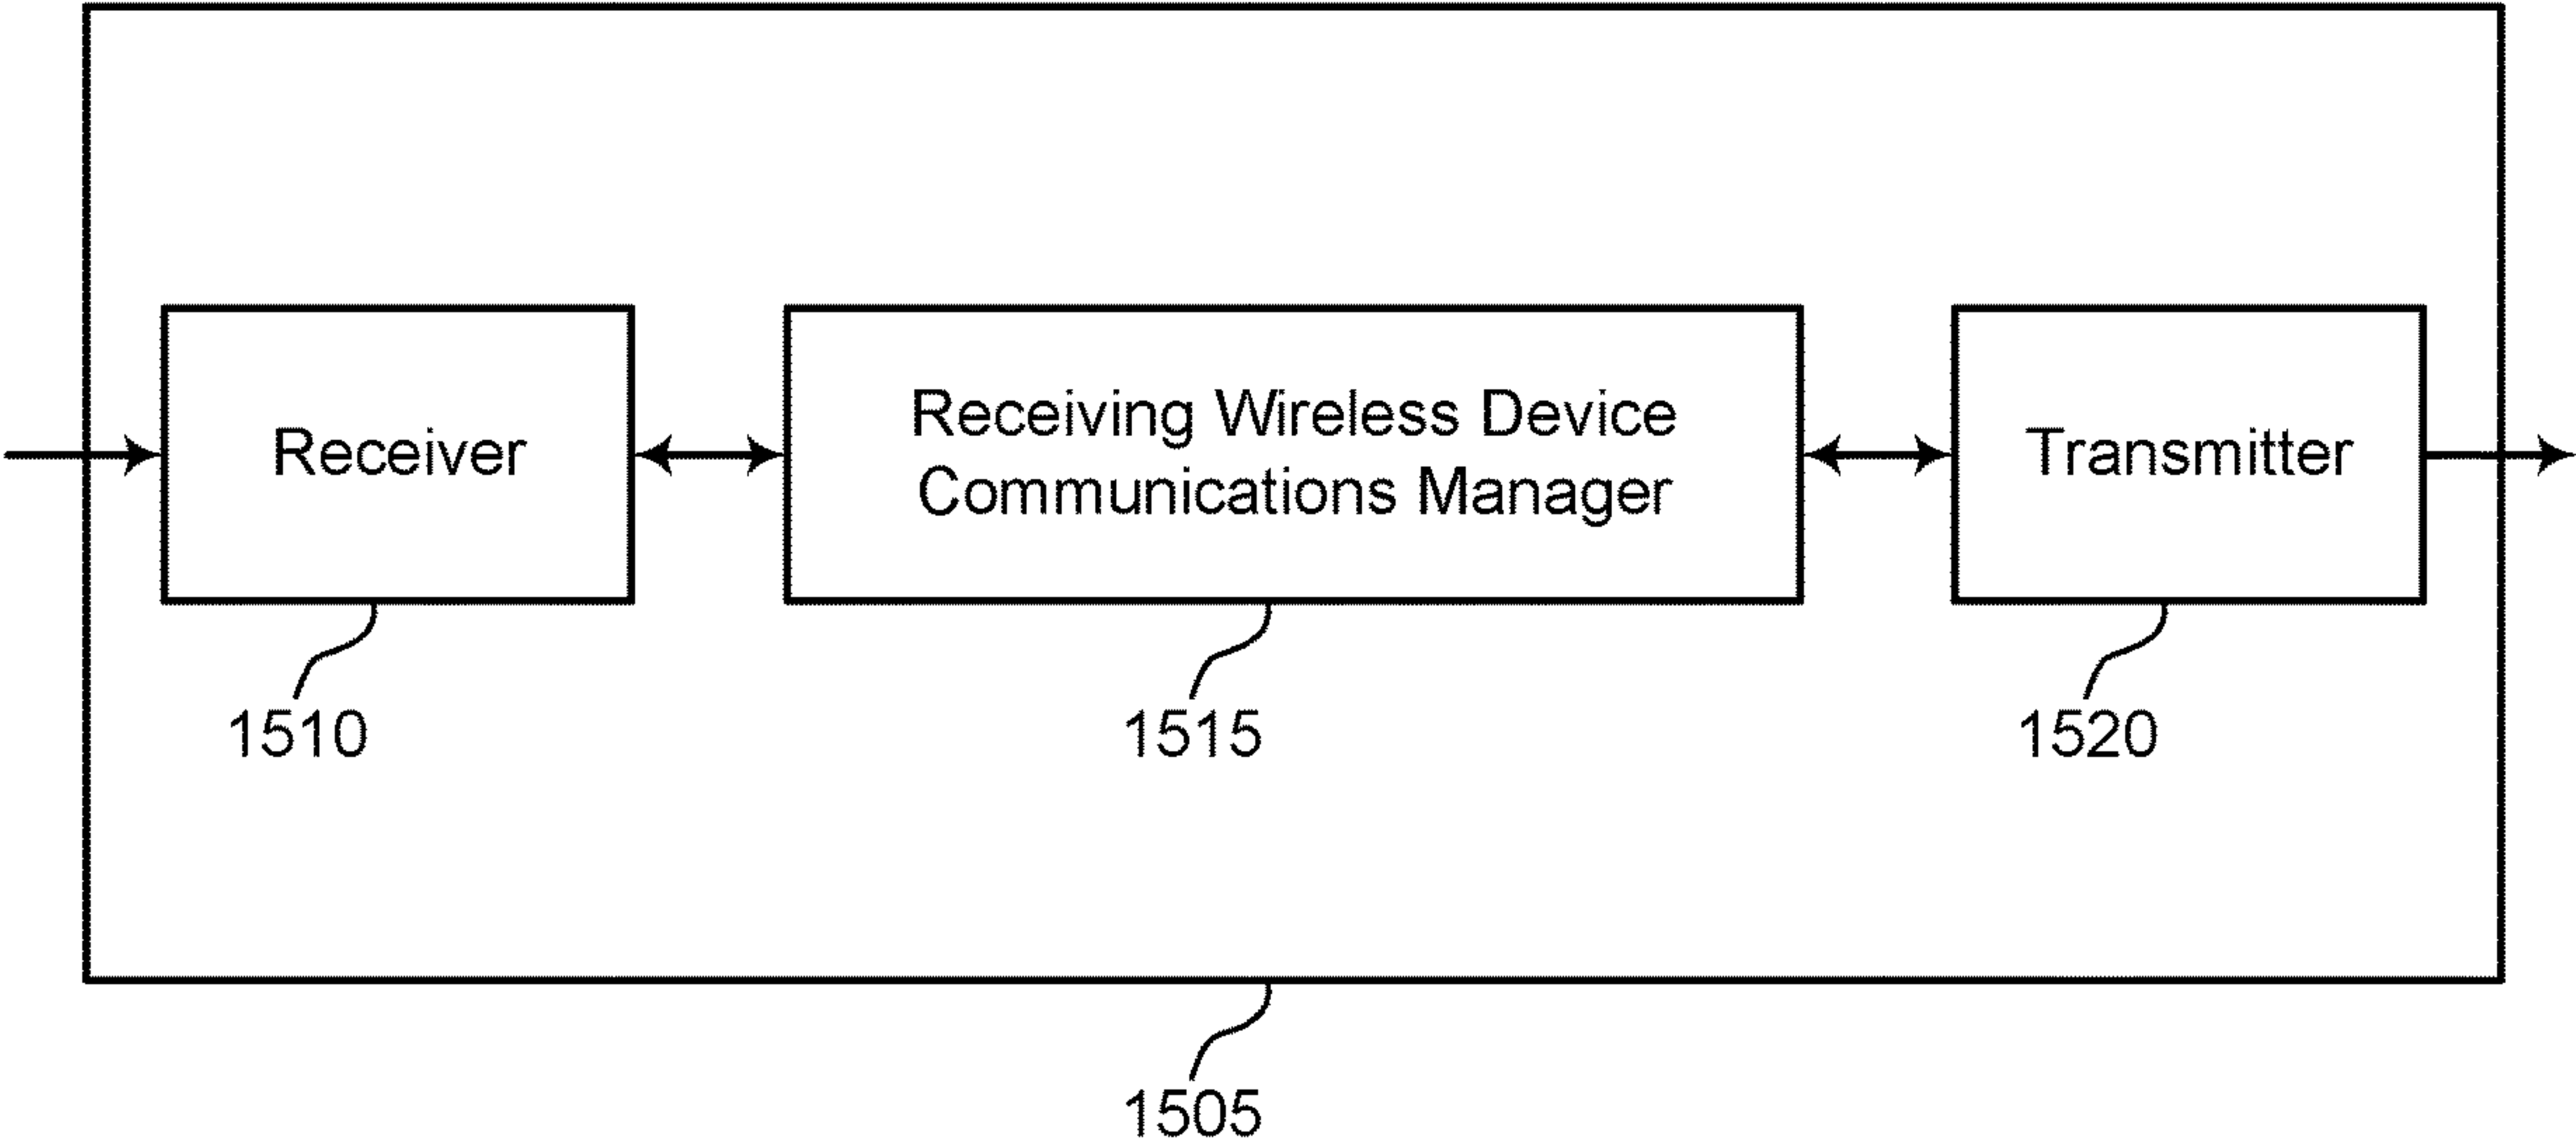 Receiver
Receiving Wireless Device
Communications Manager
Transmitter
1510
1515
1520
1505